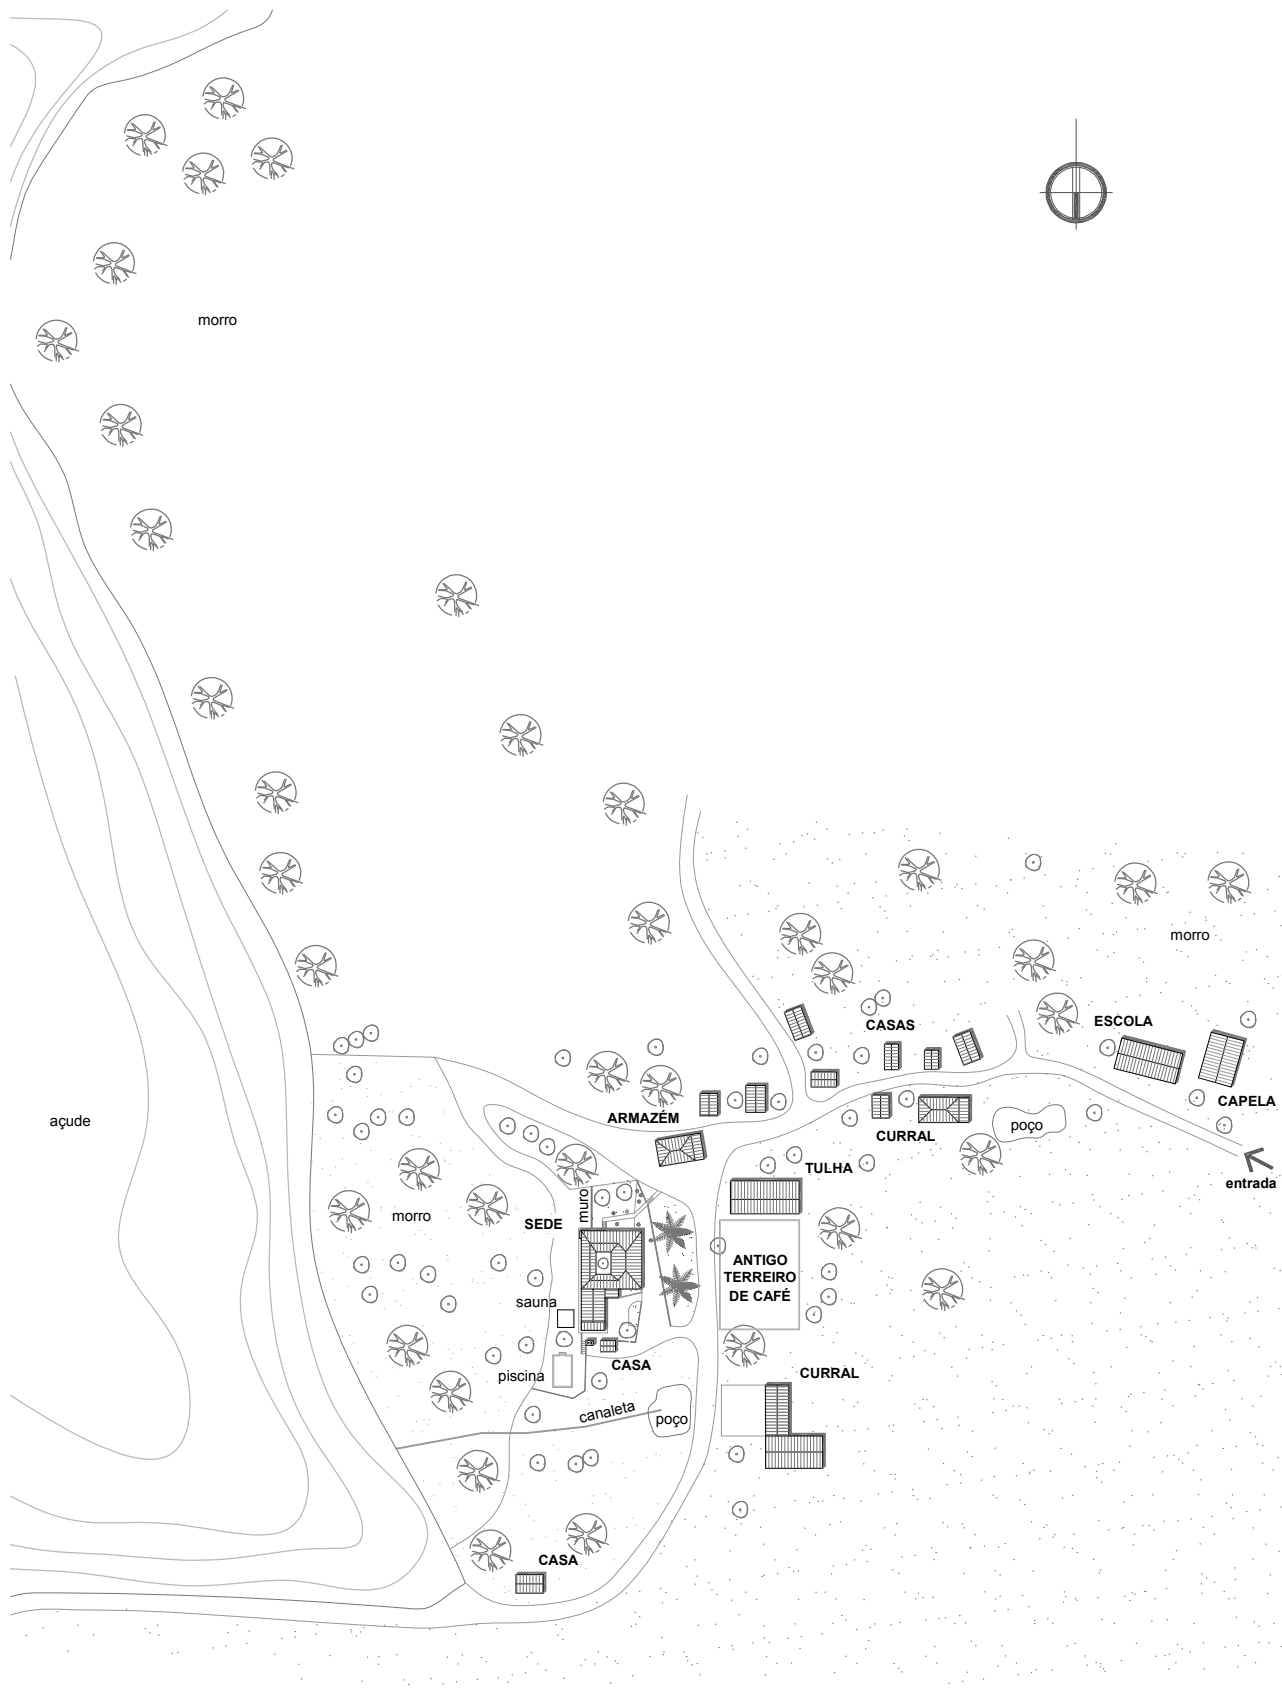 morro
morro
CASAS
ESCOLA
CAPELA
açude
ARMAZÉM
CURRAL
poço
entrada
TULHA
morro
muro
SEDE
ANTIGO
TERREIRO
DE CAFÉ
sauna
CASA
piscina
CURRAL
canaleta
poço
CASA